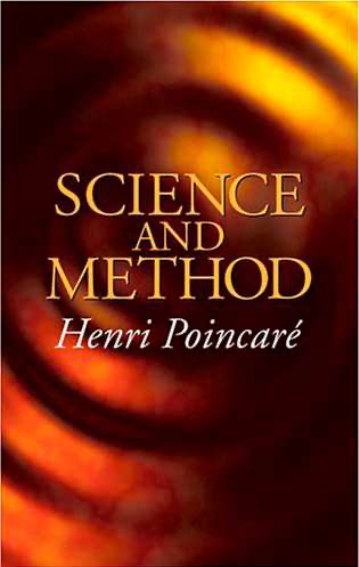 SCIENCE
AND
METHOD
Henri Poincaré